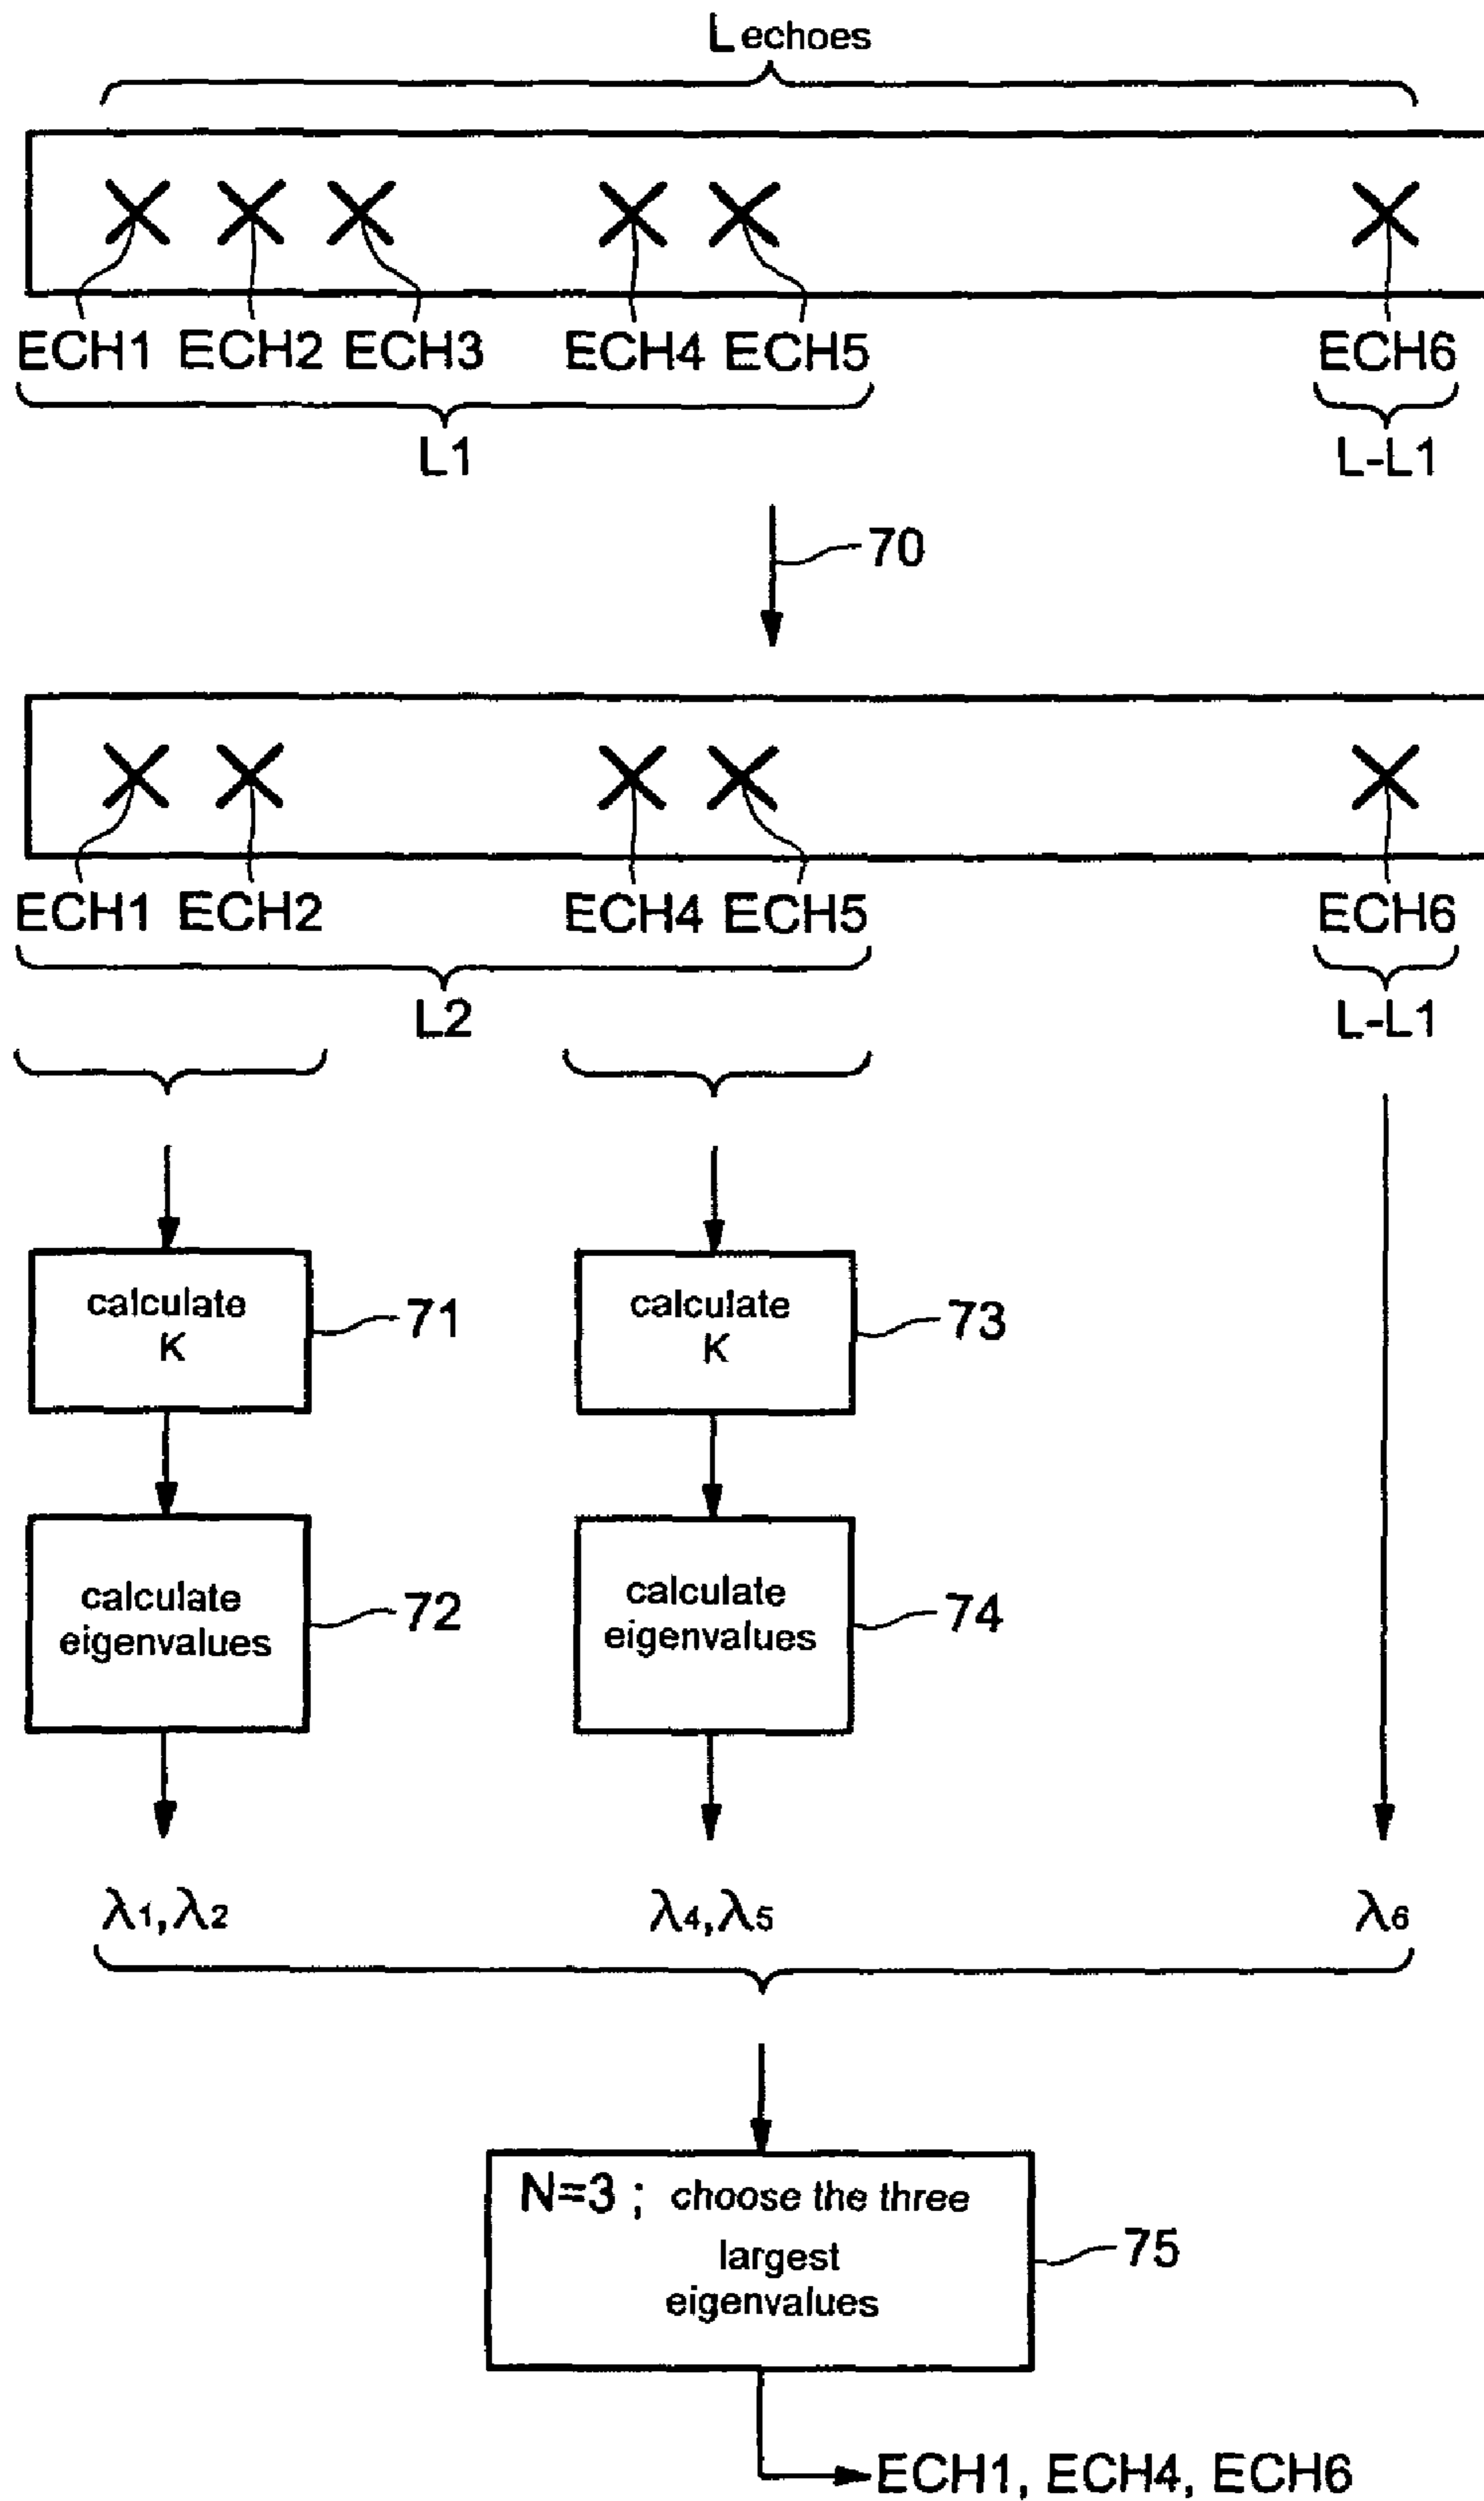 L echoes
ECH1 ECH2 ECH3 ECH4 ECH5 ECH6
L1 L-L1
70
ECH1 ECH2 ECH4 ECH5 ECH6
L2 L-L1
calculate
K
71
calculate
K
73
calculate
eigenvalues
72
calculate
eigenvalues
74
λ1,λ2 λ4,λ5 λ6
N=3 ; choose the three
largest
eigenvalues
75
ECH1, ECH4, ECH6